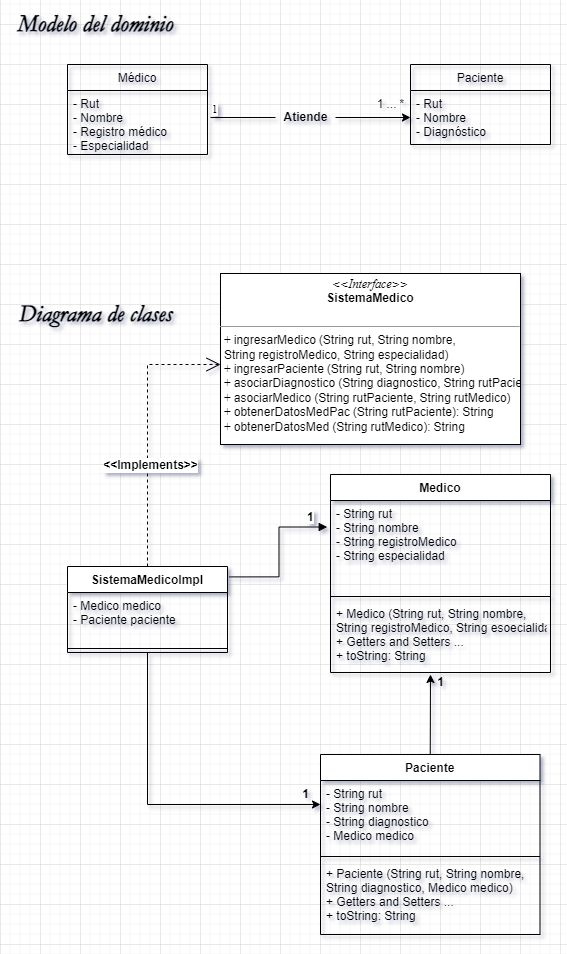 Modelo del dominio
Médico
- Rut
- Nombre
- Registro médico
- Especialidad
1
Atiende
1 ... *
Paciente
- Rut
- Nombre
- Diagnóstico
Diagrama de clases
<<Interface>>
SistemaMedico
+ ingresarMedico (String rut, String nombre,
String registroMedico, String especialidad)
+ ingresarPaciente (String rut, String nombre)
+ asociarDiagnostico (String diagnostico, String rutPacie
+ asociarMedico (String rutPaciente, String rutMedico)
+ obtenerDatosMedPac (String rutPaciente): String
+ obtenerDatosMed (String rutMedico): String
<<Implements>>
SistemaMedicoImpl
- Medico medico
- Paciente paciente
1
Medico
- String rut
- String nombre
- String registroMedico
- String especialidad
+ Medico (String rut, String nombre,
String registroMedico, String esoecialida
+ Getters and Setters ...
+ toString: String
1
1
Paciente
- String rut
- String nombre
- String diagnostico
- Medico medico
+ Paciente (String rut, String nombre,
String diagnostico, Medico medico)
+ Getters and Setters ...
+ toString: String